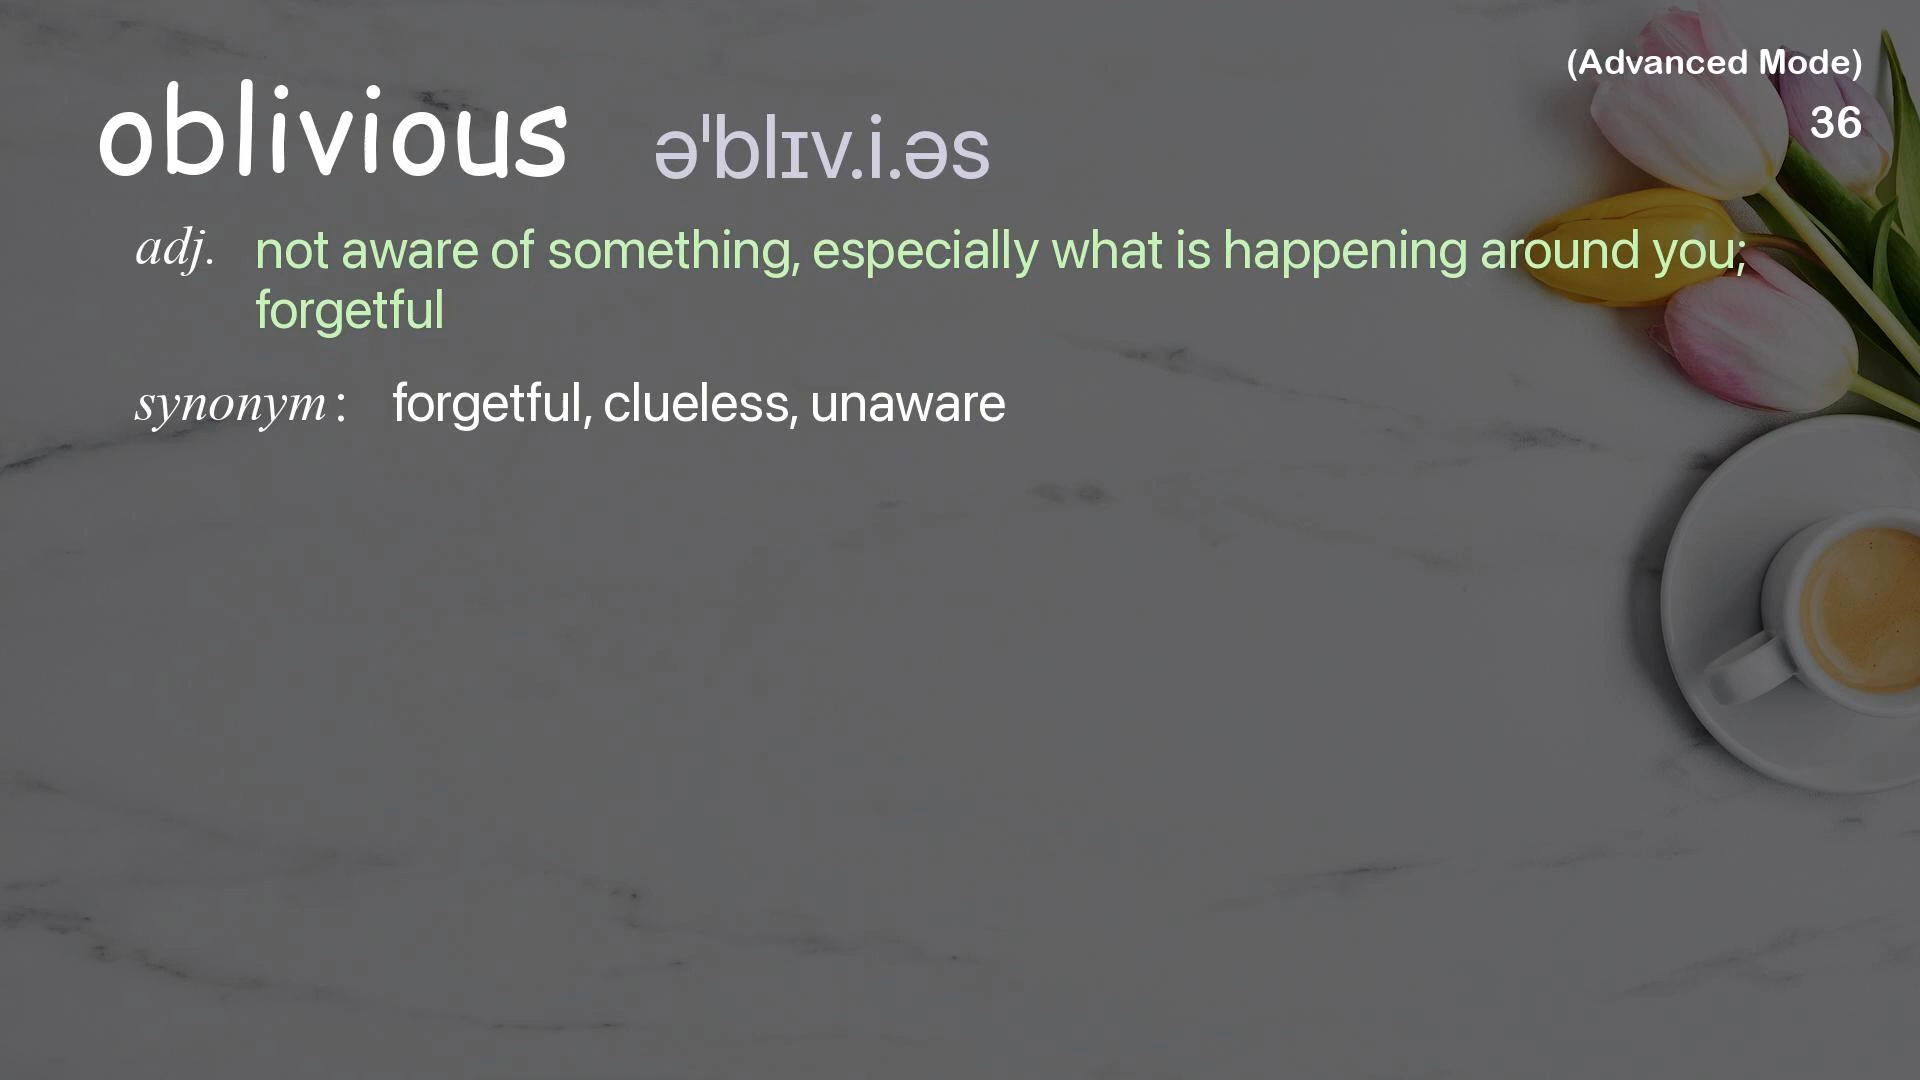 (Advanced Mode)
36
oblivious əˈblɪv.i.əs
adj. not aware of something, especially what is happening around you;
forgetful
synonym: forgetful, clueless, unaware